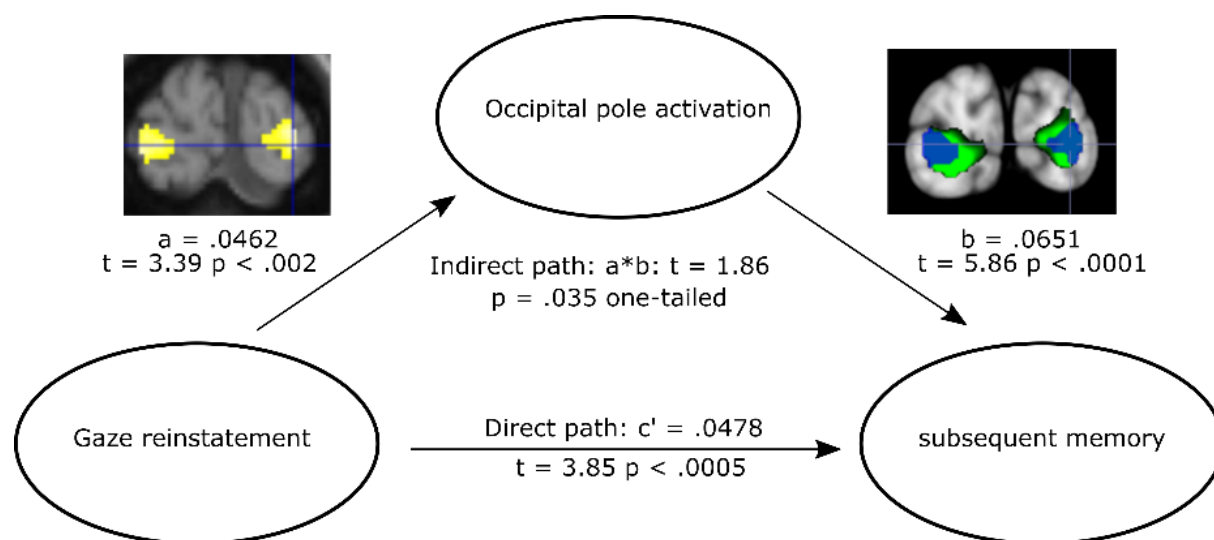 Occipital pole activation
a = .0462
t = 3.39 p < .002
b = .0651
t = 5.86 p < .0001
Indirect path: a*b: t = 1.86
p = .035 one-tailed
Gaze reinstatement
Direct path: c' = .0478
t = 3.85 p < .0005
subsequent memory